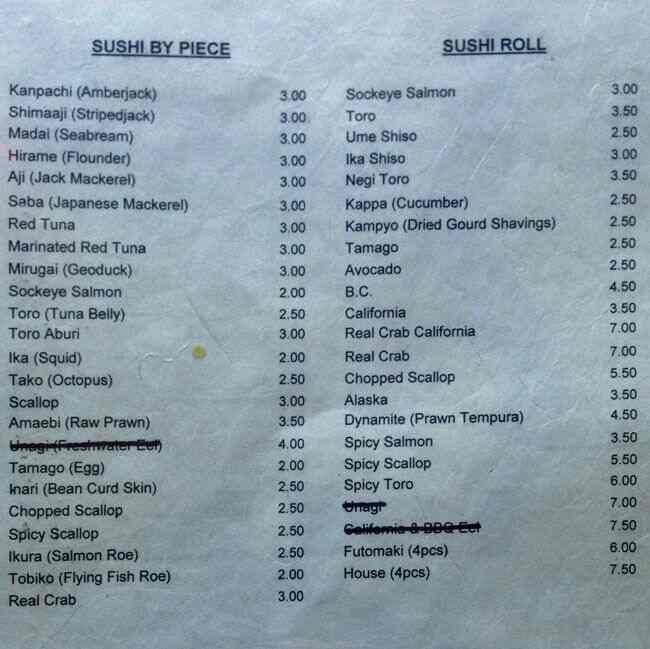 SUSHI BY PIECE
Kanpachi (Amberjack) 3.00
Shimaaji (Stripedjack) 3.00
Madai (Seabream) 3.00
Hirame (Flounder) 3.00
Aji (Jack Mackerel) 3.00
Saba (Japanese Mackerel) 3.00
Red Tuna 3.00
Marinated Red Tuna 3.00
Mirugai (Geoduck) 3.00
Sockeye Salmon 2.00
Toro (Tuna Belly) 2.50
Toro Aburi 3.00
Ika (Squid) 2.00
Tako (Octopus) 2.50
Scallop 3.00
Amaebi (Raw Prawn) 3.50
Unagi (Freshwater Eel) 4.00
Tamago (Egg) 2.00
Inari (Bean Curd Skin) 2.50
Chopped Scallop 2.50
Spicy Scallop 2.50
Ikura (Salmon Roe) 2.50
Tobiko (Flying Fish Roe) 2.00
Real Crab 3.00
SUSHI ROLL
Sockeye Salmon 3.00
Toro 3.50
Ume Shiso 2.50
Ika Shiso 3.00
Negi Toro 3.50
Kappa (Cucumber) 2.50
Kampyo (Dried Gourd Shavings) 2.50
Tamago 2.50
Avocado 2.50
B.C. 4.50
California 3.50
Real Crab California 7.00
Real Crab 7.00
Chopped Scallop 5.50
Alaska 3.50
Dynamite (Prawn Tempura) 4.50
Spicy Salmon 3.50
Spicy Scallop 5.50
Spicy Toro 6.00
Unagi 7.00
California & BBQ Eel 7.50
Futomaki (4pcs) 6.00
House (4pcs) 7.50